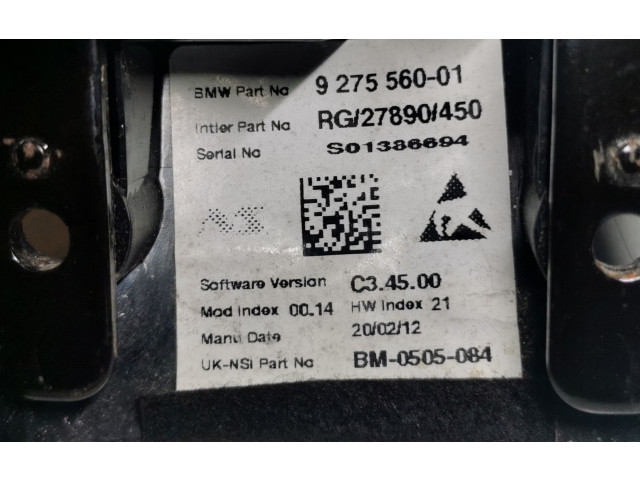 BMW Part No 9 275 560-01
Intier Part No RG/27890/450
Serial No S01386694
Software Version C3.45.00
Mod Index 00.14 HW Index 21
Manu Date 20/02/12
UK-NSI Part No BM-0505-084